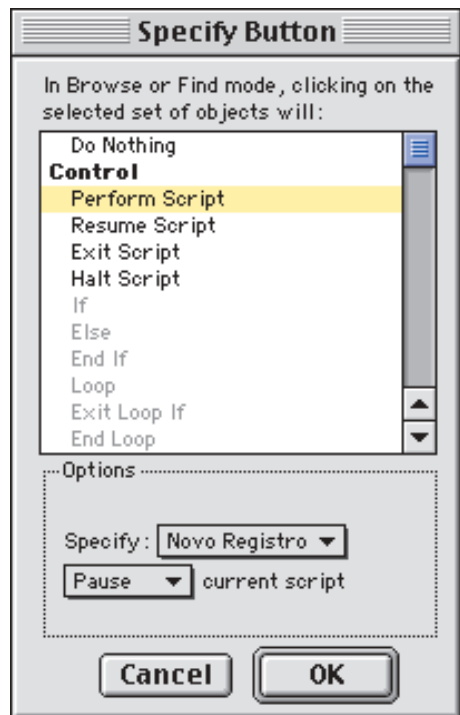 Specify Button
In Browse or Find mode, clicking on the
selected set of objects will:
Do Nothing
Control
Perform Script
Resume Script
Exit Script
Halt Script
If
Else
End If
Loop
Exit Loop If
End Loop
Options
Specify: Novo Registro
Pause current script
Cancel OK